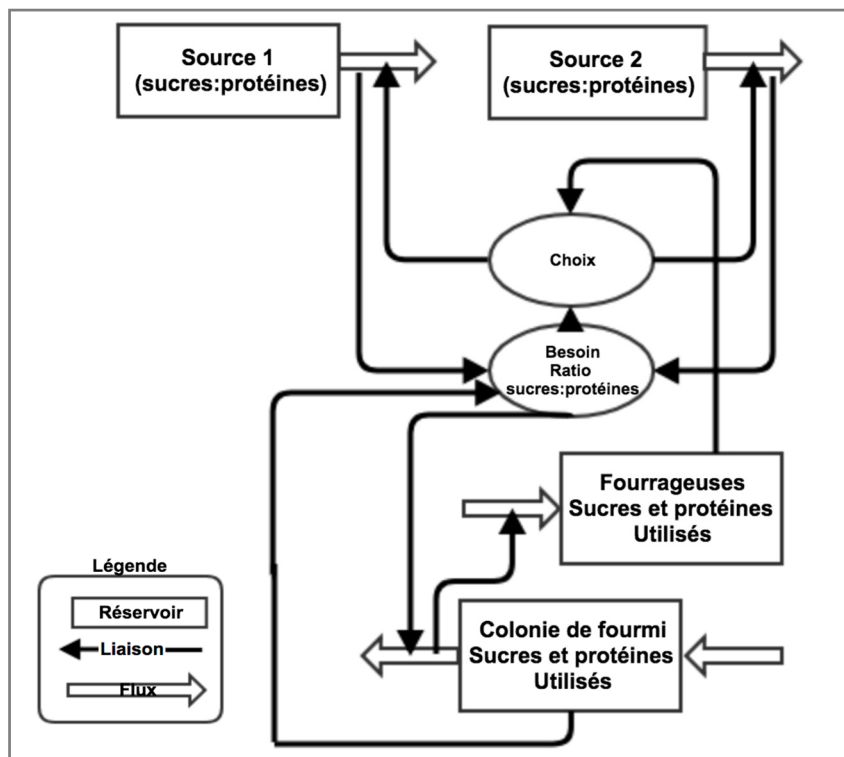 Source 1
(sucres:protéines)
Source 2
(sucres:protéines)
Choix
Besoin
Ratio
sucres:protéines
Fourrageuses
Sucres et protéines
Utilisés
Colonie de fourmi
Sucres et protéines
Utilisés
Légende
Réservoir
Liaison
Flux